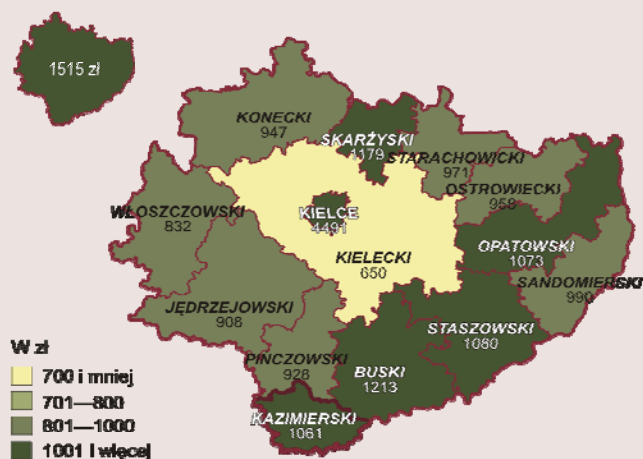 1515 zł
KONECKI
947
SKARŻYSKI
1179
STARACHOWICKI
971
OSTROWIECKI
958
WŁOSZCZOWSKI
832
KIELCE
4491
KIELECKI
650
OPATOWSKI
1073
SANDOMIERSKI
990
JĘDRZEJOWSKI
908
STASZOWSKI
1080
PIŃCZOWSKI
928
BUSKI
1213
KAZIMIERSKI
1061
W zł
700 i mniej
701—800
801—1000
1001 i więcej